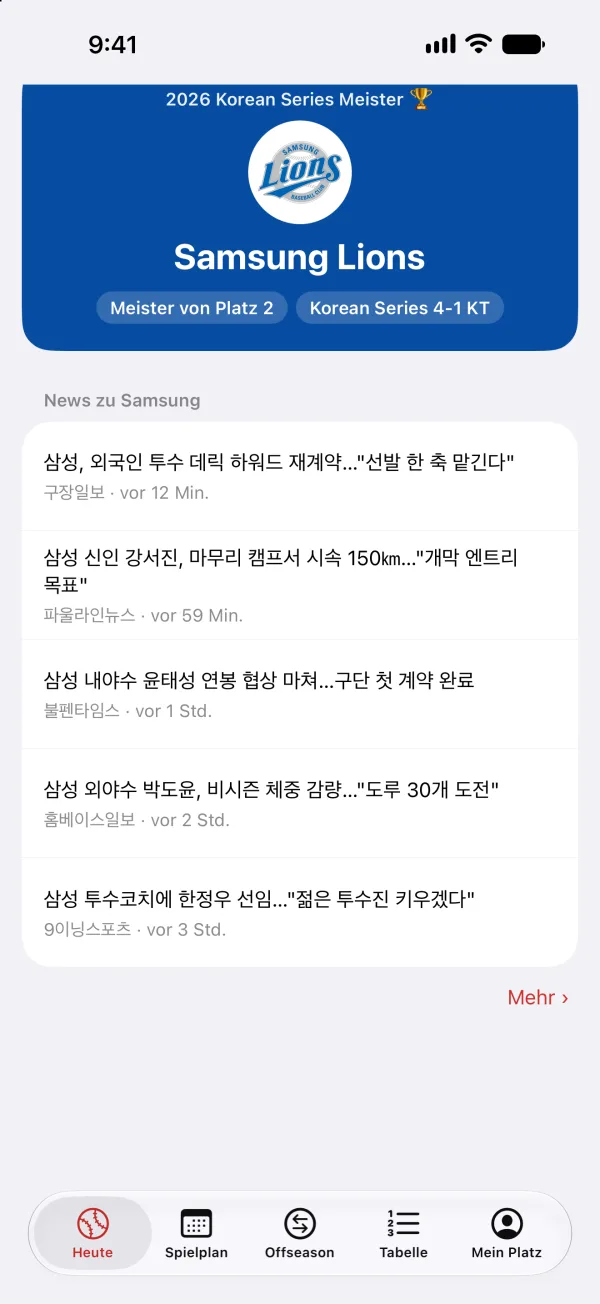 9:41
2026 Korean Series Meister 🏆
SAMSUNG
Lions
BASEBALL CLUB
Samsung Lions
Meister von Platz 2
Korean Series 4-1 KT
News zu Samsung
삼성, 외국인 투수 데릭 하워드 재계약…"선발 한 축 맡긴다"
구장일보 · vor 12 Min.
삼성 신인 강서진, 마무리 캠프서 시속 150㎞…"개막 엔트리
목표"
파울라인뉴스 · vor 59 Min.
삼성 내야수 윤태성 연봉 협상 마쳐…구단 첫 계약 완료
불펜타임스 · vor 1 Std.
삼성 외야수 박도윤, 비시즌 체중 감량…"도루 30개 도전"
홈베이스일보 · vor 2 Std.
삼성 투수코치에 한정우 선임…"젊은 투수진 키우겠다"
9이닝스포츠 · vor 3 Std.
Mehr ›
Heute
Spielplan
Offseason
Tabelle
Mein Platz